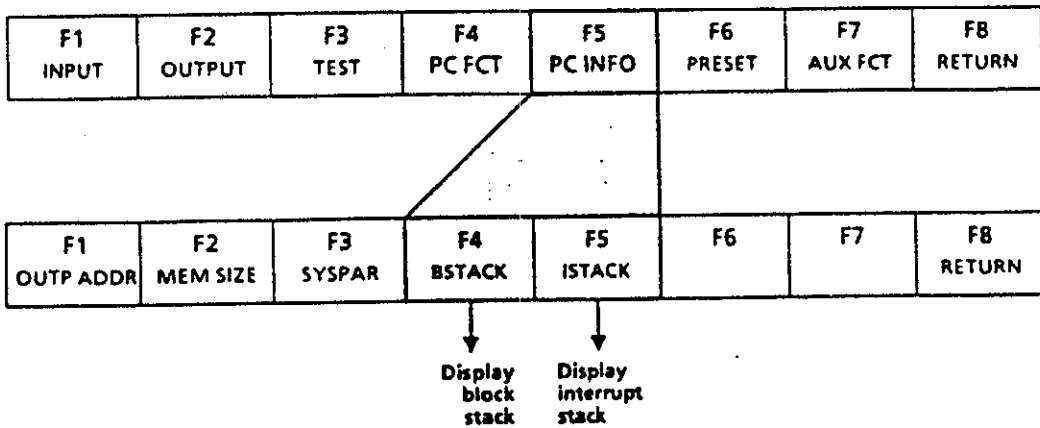 F1 F2 F3 F4 F5 F6 F7 F8
INPUT OUTPUT TEST PC FCT PC INFO PRESET AUX FCT RETURN
F1 F2 F3 F4 F5 F6 F7 F8
OUTP ADDR MEM SIZE SYSPAR BSTACK ISTACK RETURN
Display
block
stack
Display
interrupt
stack